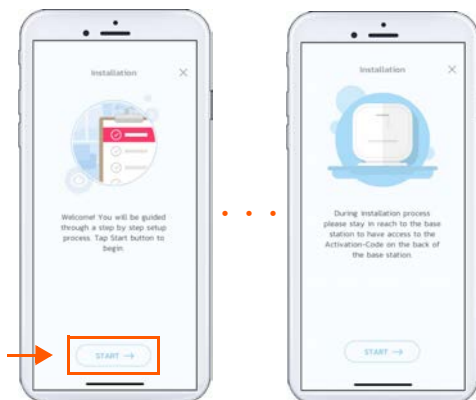 Installation
Welcome! You will be guided
through a step by step setup
process. Tap Start button to
begin.
START →
Installation
During installation process
please stay in reach to the base
station to have access to the
Activation-Code on the back of
the base station
START →